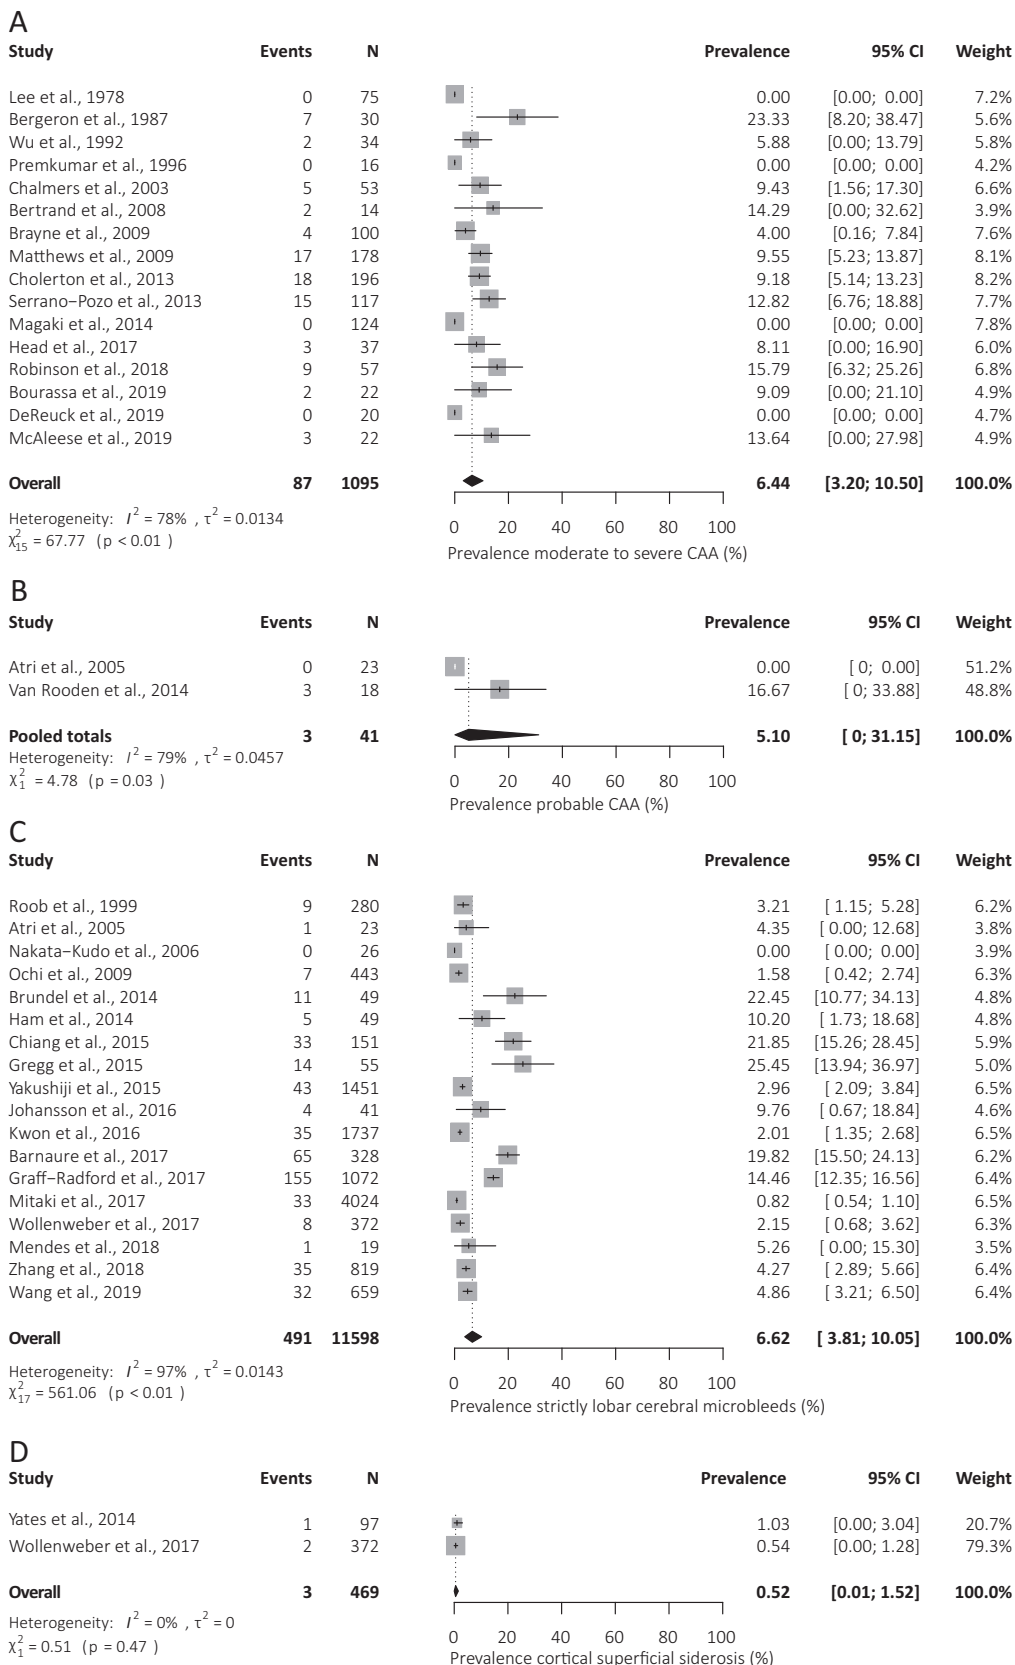 A
Study Events N Prevalence 95% CI Weight
Lee et al., 1978 0 75 0.00 [0.00; 0.00] 7.2%
Bergeron et al., 1987 7 30 23.33 [8.20; 38.47] 5.6%
Wu et al., 1992 2 34 5.88 [0.00; 13.79] 5.8%
Premkumar et al., 1996 0 16 0.00 [0.00; 0.00] 4.2%
Chalmers et al., 2003 5 53 9.43 [1.56; 17.30] 6.6%
Bertrand et al., 2008 2 14 14.29 [0.00; 32.62] 3.9%
Brayne et al., 2009 4 100 4.00 [0.16; 7.84] 7.6%
Matthews et al., 2009 17 178 9.55 [5.23; 13.87] 8.1%
Cholerton et al., 2013 18 196 9.18 [5.14; 13.23] 8.2%
Serrano−Pozo et al., 2013 15 117 12.82 [6.76; 18.88] 7.7%
Magaki et al., 2014 0 124 0.00 [0.00; 0.00] 7.8%
Head et al., 2017 3 37 8.11 [0.00; 16.90] 6.0%
Robinson et al., 2018 9 57 15.79 [6.32; 25.26] 6.8%
Bourassa et al., 2019 2 22 9.09 [0.00; 21.10] 4.9%
DeReuck et al., 2019 0 20 0.00 [0.00; 0.00] 4.7%
McAleese et al., 2019 3 22 13.64 [0.00; 27.98] 4.9%
Overall 87 1095 6.44 [3.20; 10.50] 100.0%
Heterogeneity: I² = 78% , τ² = 0.0134
χ²₁₅ = 67.77 (p < 0.01 )
0 20 40 60 80 100
Prevalence moderate to severe CAA (%)
B
Study Events N Prevalence 95% CI Weight
Atri et al., 2005 0 23 0.00 [ 0; 0.00] 51.2%
Van Rooden et al., 2014 3 18 16.67 [ 0; 33.88] 48.8%
Pooled totals 3 41 5.10 [ 0; 31.15] 100.0%
Heterogeneity: I² = 79% , τ² = 0.0457
χ²₁ = 4.78 (p = 0.03 )
0 20 40 60 80 100
Prevalence probable CAA (%)
C
Study Events N Prevalence 95% CI Weight
Roob et al., 1999 9 280 3.21 [ 1.15; 5.28] 6.2%
Atri et al., 2005 1 23 4.35 [ 0.00; 12.68] 3.8%
Nakata−Kudo et al., 2006 0 26 0.00 [ 0.00; 0.00] 3.9%
Ochi et al., 2009 7 443 1.58 [ 0.42; 2.74] 6.3%
Brundel et al., 2014 11 49 22.45 [10.77; 34.13] 4.8%
Ham et al., 2014 5 49 10.20 [ 1.73; 18.68] 4.8%
Chiang et al., 2015 33 151 21.85 [15.26; 28.45] 5.9%
Gregg et al., 2015 14 55 25.45 [13.94; 36.97] 5.0%
Yakushiji et al., 2015 43 1451 2.96 [ 2.09; 3.84] 6.5%
Johansson et al., 2016 4 41 9.76 [ 0.67; 18.84] 4.6%
Kwon et al., 2016 35 1737 2.01 [ 1.35; 2.68] 6.5%
Barnaure et al., 2017 65 328 19.82 [15.50; 24.13] 6.2%
Graff−Radford et al., 2017 155 1072 14.46 [12.35; 16.56] 6.4%
Mitaki et al., 2017 33 4024 0.82 [ 0.54; 1.10] 6.5%
Wollenweber et al., 2017 8 372 2.15 [ 0.68; 3.62] 6.3%
Mendes et al., 2018 1 19 5.26 [ 0.00; 15.30] 3.5%
Zhang et al., 2018 35 819 4.27 [ 2.89; 5.66] 6.4%
Wang et al., 2019 32 659 4.86 [ 3.21; 6.50] 6.4%
Overall 491 11598 6.62 [ 3.81; 10.05] 100.0%
Heterogeneity: I² = 97% , τ² = 0.0143
χ²₁₇ = 561.06 (p < 0.01 )
0 20 40 60 80 100
Prevalence strictly lobar cerebral microbleeds (%)
D
Study Events N Prevalence 95% CI Weight
Yates et al., 2014 1 97 1.03 [0.00; 3.04] 20.7%
Wollenweber et al., 2017 2 372 0.54 [0.00; 1.28] 79.3%
Overall 3 469 0.52 [0.01; 1.52] 100.0%
Heterogeneity: I² = 0% , τ² = 0
χ²₁ = 0.51 (p = 0.47 )
0 20 40 60 80 100
Prevalence cortical superficial siderosis (%)